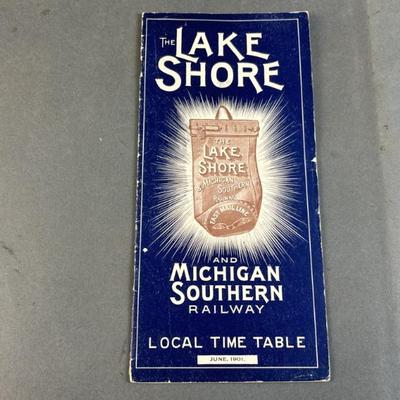 THE LAKE
SHORE
THE
LAKE
SHORE
& MICHIGAN
SOUTHERN
RAILWAY
FAST MAIL LINE
AND
MICHIGAN
SOUTHERN
RAILWAY
LOCAL TIME TABLE
JUNE, 1901.